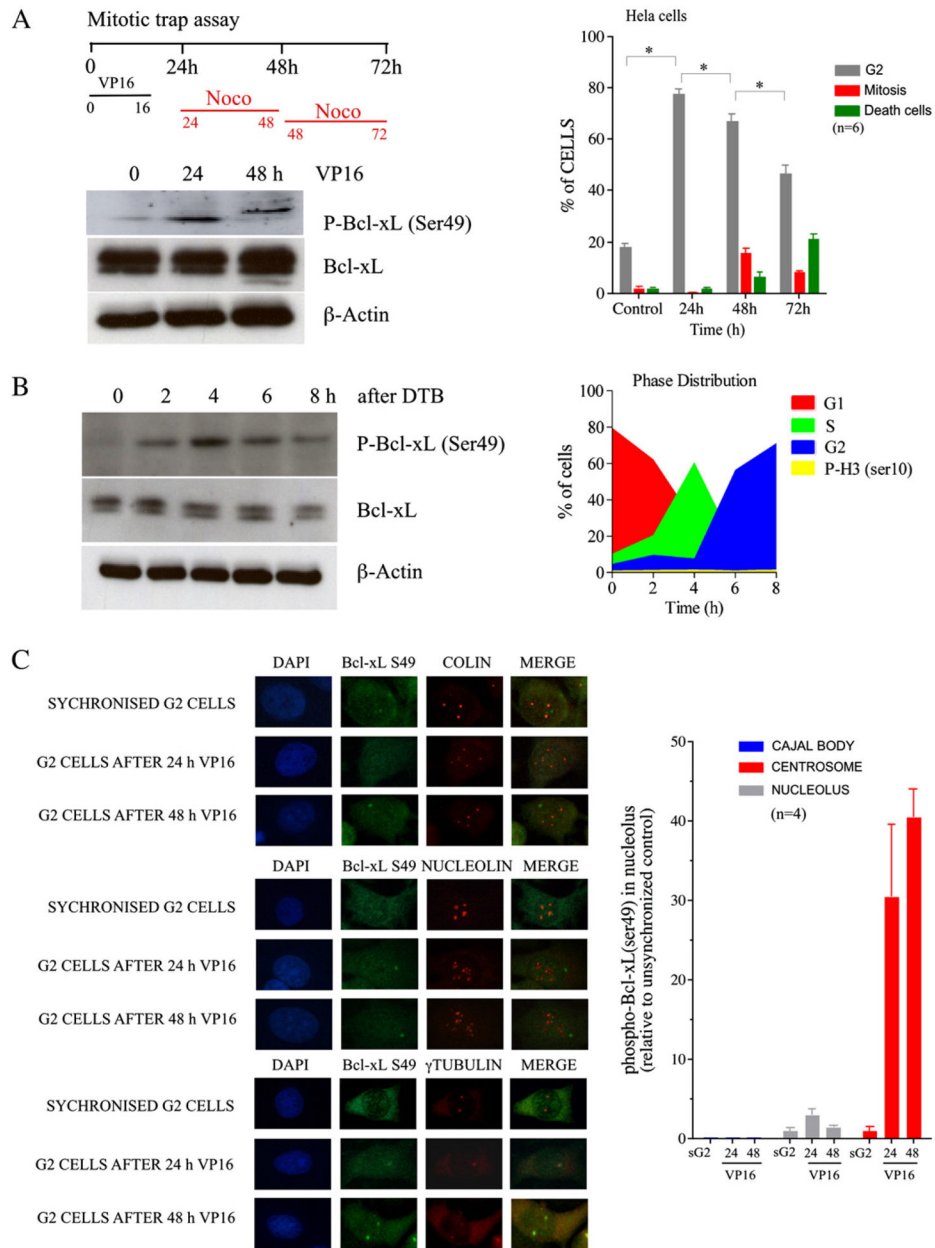 A
Mitotic trap assay
0 24h 48h 72h
VP16
0 16
Noco
24 48
Noco
48 72
0 24 48 h VP16
P-Bcl-xL (Ser49)
Bcl-xL
β-Actin
Hela cells
% of CELLS
100
80
60
40
20
0
* * *
Control 24h 48h 72h
Time (h)
G2
Mitosis
Death cells
(n=6)
B
0 2 4 6 8 h after DTB
P-Bcl-xL (Ser49)
Bcl-xL
β-Actin
Phase Distribution
% of cells
100
80
60
40
20
0
0 2 4 6 8
Time (h)
G1
S
G2
P-H3 (ser10)
C
DAPI Bcl-xL S49 COLIN MERGE
SYCHRONISED G2 CELLS
G2 CELLS AFTER 24 h VP16
G2 CELLS AFTER 48 h VP16
DAPI Bcl-xL S49 NUCLEOLIN MERGE
SYCHRONISED G2 CELLS
G2 CELLS AFTER 24 h VP16
G2 CELLS AFTER 48 h VP16
DAPI Bcl-xL S49 γTUBULIN MERGE
SYCHRONISED G2 CELLS
G2 CELLS AFTER 24 h VP16
G2 CELLS AFTER 48 h VP16
phospho-Bcl-xL(ser49) in nucleolus
(relative to unsynchronized control)
50
40
30
20
10
0
CAJAL BODY
CENTROSOME
NUCLEOLUS
(n=4)
sG2 24 48 sG2 24 48 sG2 24 48
VP16 VP16 VP16